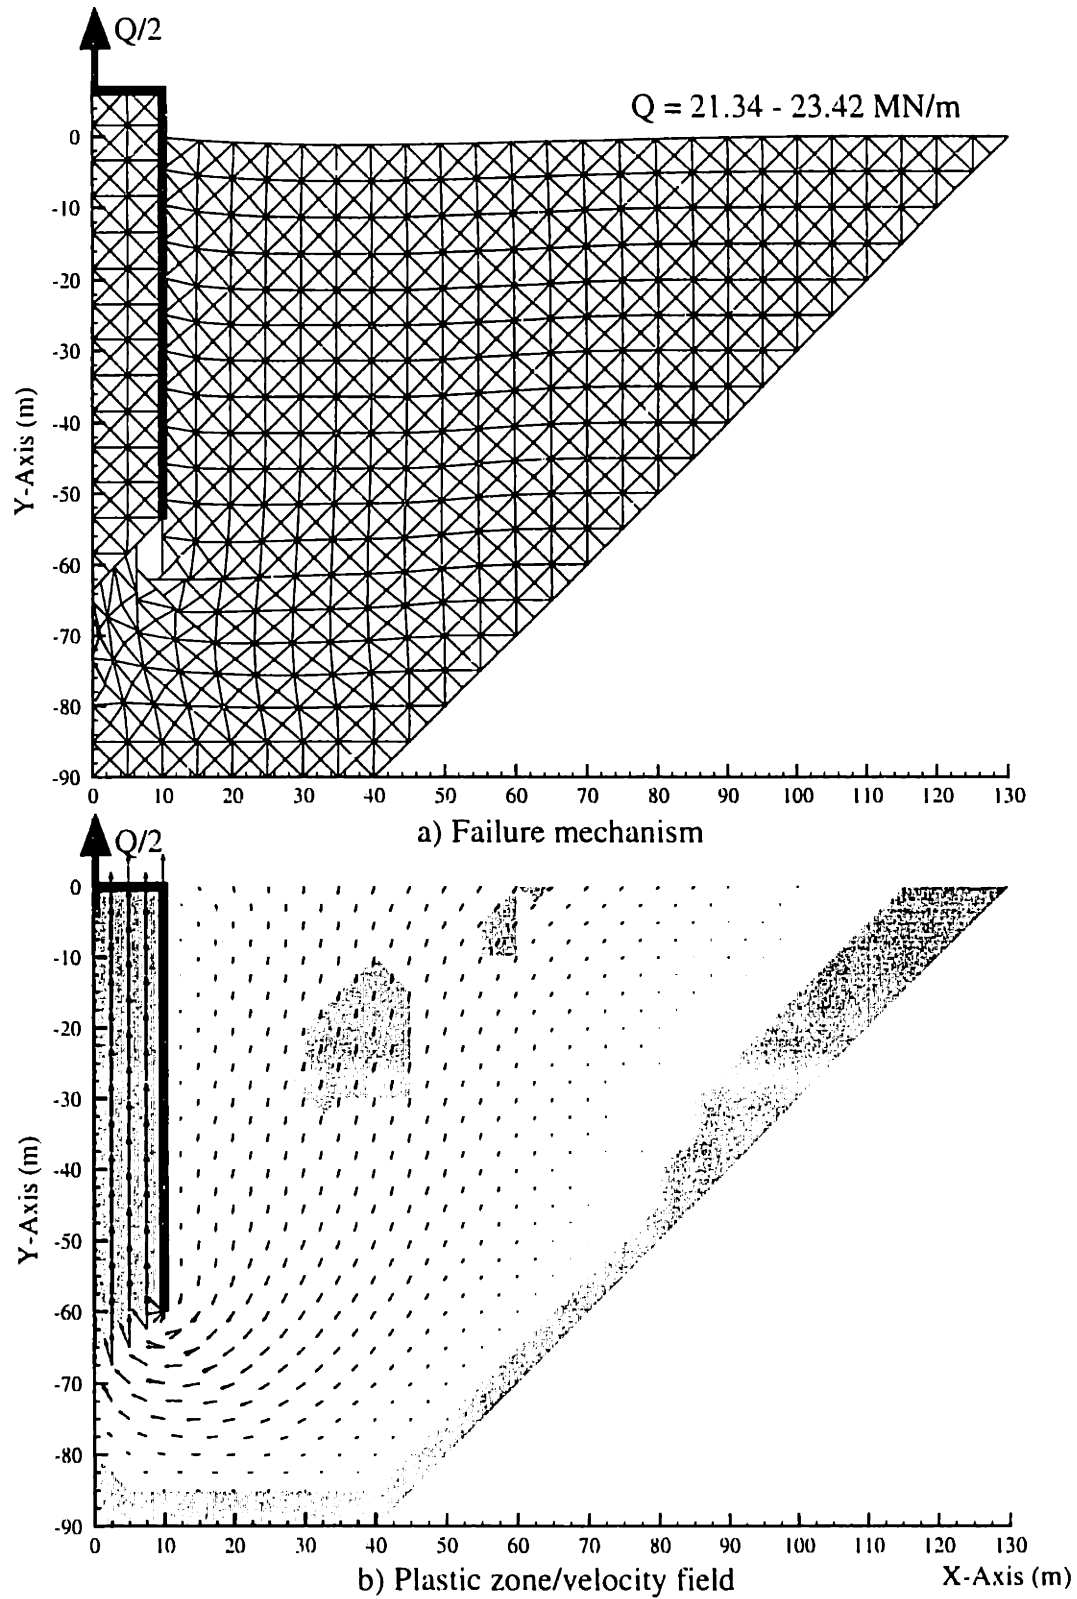 Q/2
Q = 21.34 - 23.42 MN/m
0
-10
-20
-30
-40
-50
-60
-70
-80
-90
Y-Axis (m)
0 10 20 30 40 50 60 70 80 90 100 110 120 130
a) Failure mechanism
Q/2
0
-10
-20
-30
-40
-50
-60
-70
-80
-90
Y-Axis (m)
0 10 20 30 40 50 60 70 80 90 100 110 120 130
b) Plastic zone/velocity field
X-Axis (m)